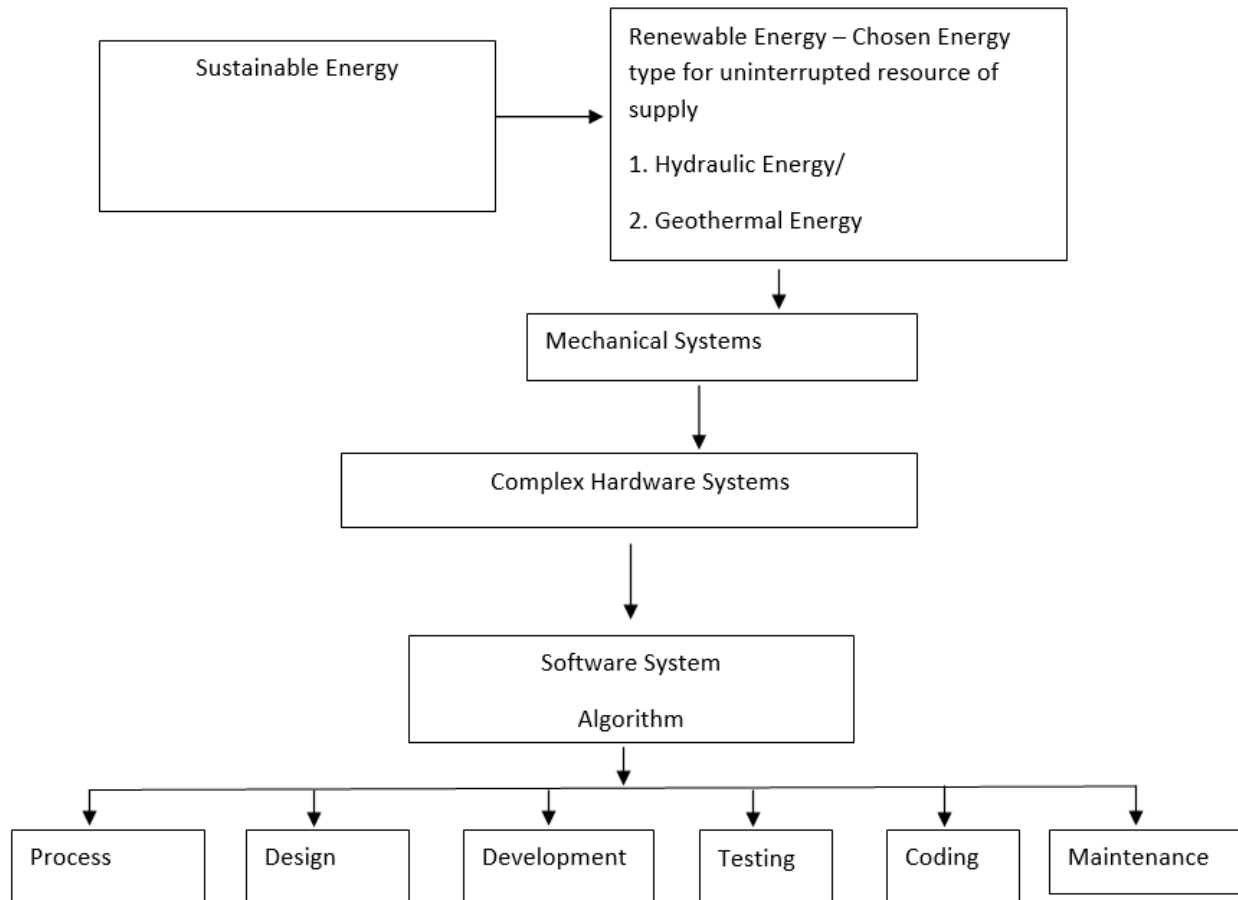 Sustainable Energy
Renewable Energy – Chosen Energy
type for uninterrupted resource of
supply
1. Hydraulic Energy/
2. Geothermal Energy
Mechanical Systems
Complex Hardware Systems
Software System
Algorithm
Process
Design
Development
Testing
Coding
Maintenance